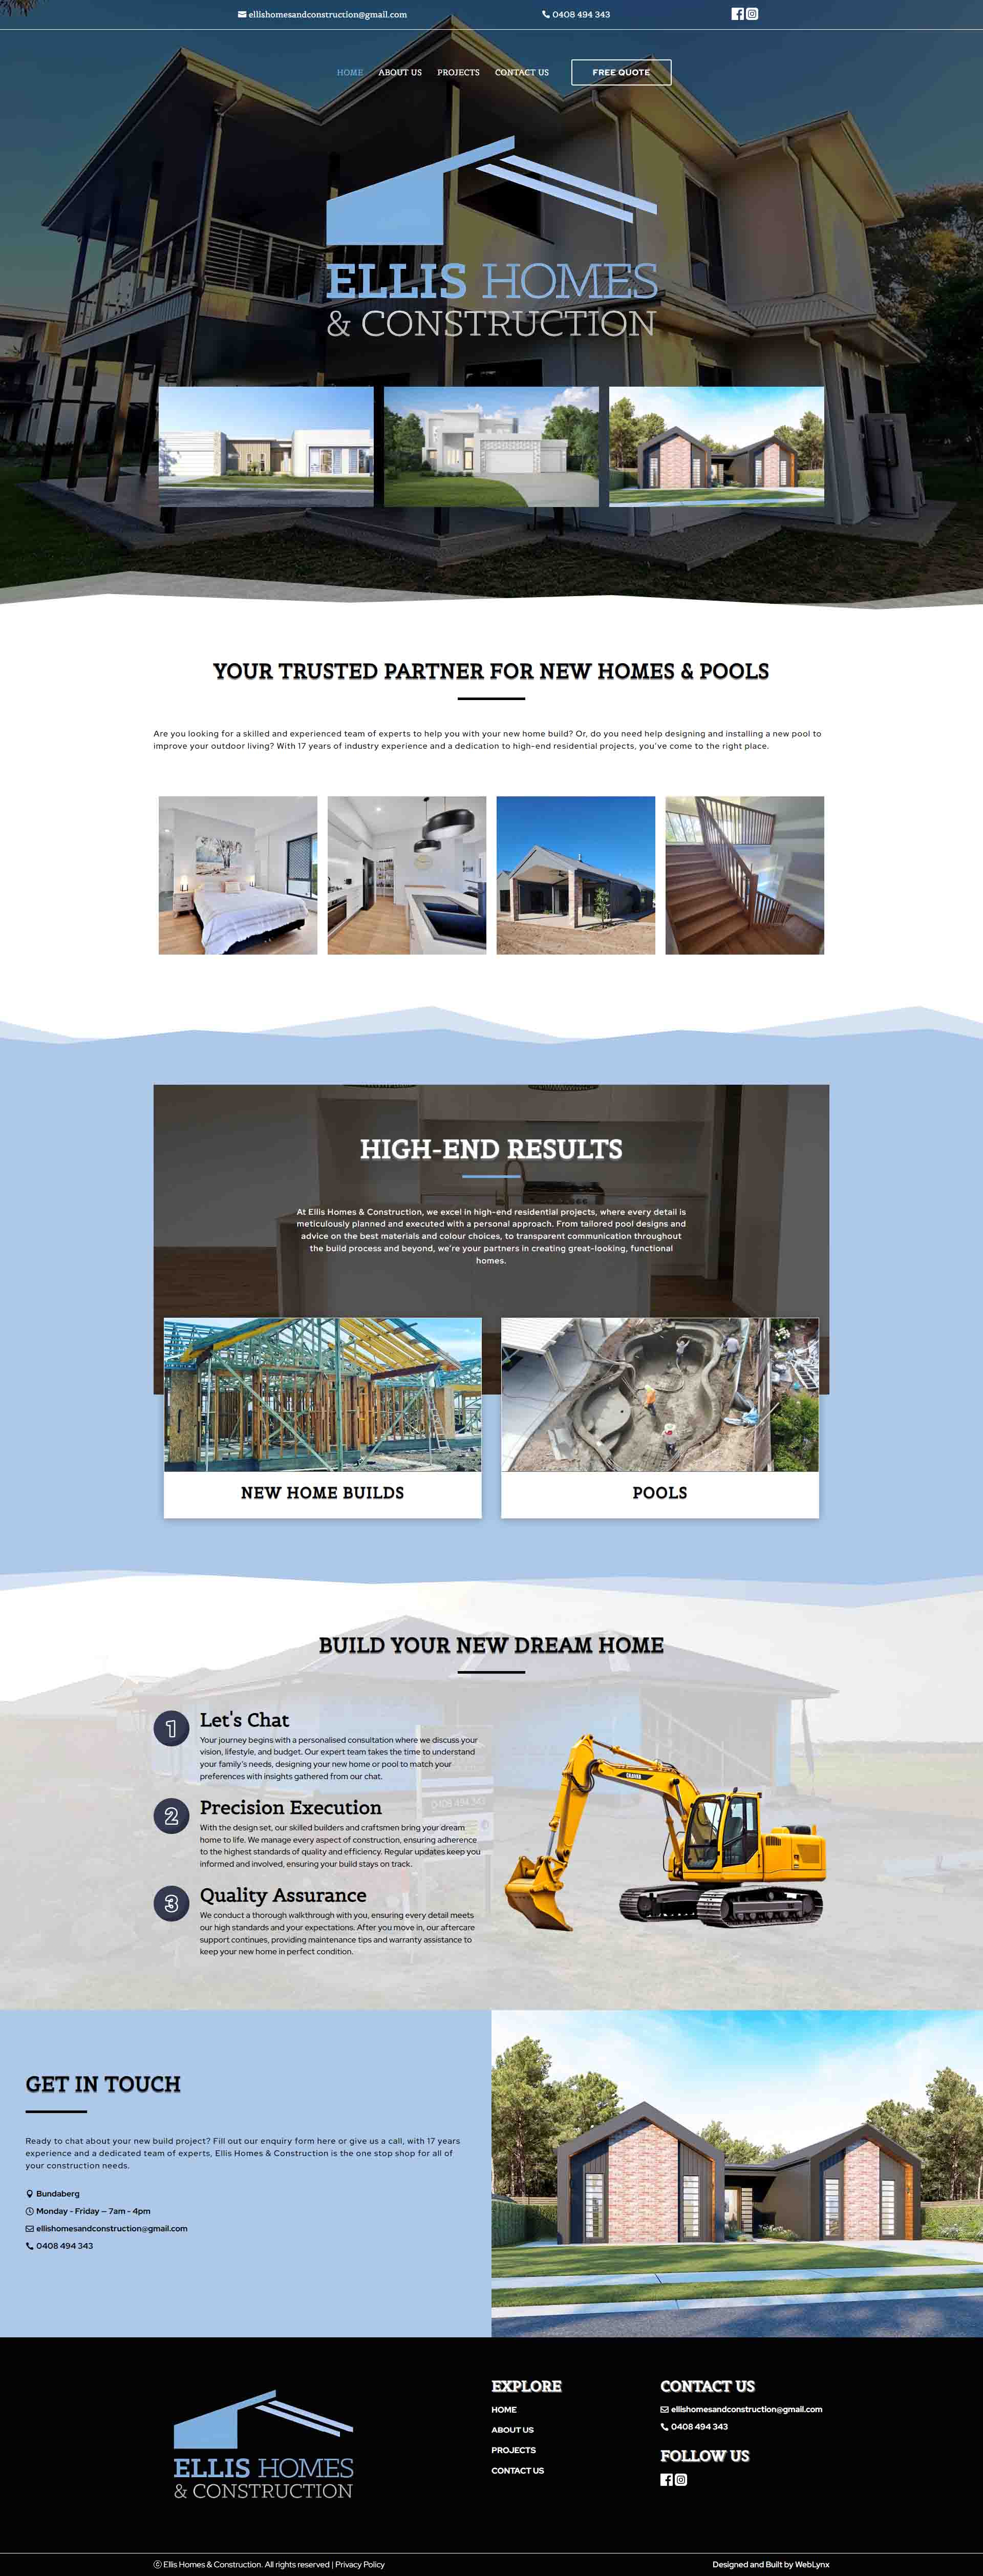 ellishomesandconstruction@gmail.com
0408 494 343
HOME
ABOUT US
PROJECTS
CONTACT US
FREE QUOTE
ELLIS HOMES
& CONSTRUCTION
YOUR TRUSTED PARTNER FOR NEW HOMES & POOLS
Are you looking for a skilled and experienced team of experts to help you with your new home build? Or, do you need help designing and installing a new pool to
improve your outdoor living? With 17 years of industry experience and a dedication to high-end residential projects, you've come to the right place.
HIGH-END RESULTS
At Ellis Homes & Construction, we excel in high-end residential projects, where every detail is
meticulously planned and executed with a personal approach. From tailored pool designs and
advice on the best materials and colour choices, to transparent communication throughout
the build process and beyond, we're your partners in creating great-looking, functional
homes.
NEW HOME BUILDS
POOLS
BUILD YOUR NEW DREAM HOME
1
Let's Chat
Your journey begins with a personalised consultation where we discuss your
vision, lifestyle, and budget. Our expert team takes the time to understand
your family's needs, designing your new home or pool to match your
preferences with insights gathered from our chat.
2
Precision Execution
With the design set, our skilled builders and craftsmen bring your dream
home to life. We manage every aspect of construction, ensuring adherence
to the highest standards of quality and efficiency. Regular updates keep you
informed and involved, ensuring your build stays on track.
0408 494 343
3
Quality Assurance
We conduct a thorough walkthrough with you, ensuring every detail meets
our high standards and your expectations. After you move in, our aftercare
support continues, providing maintenance tips and warranty assistance to
keep your new home in perfect condition.
GET IN TOUCH
Ready to chat about your new build project? Fill out our enquiry form here or give us a call, with 17 years
experience and a dedicated team of experts, Ellis Homes & Construction is the one stop shop for all of
your construction needs.
Bundaberg
Monday - Friday – 7am - 4pm
ellishomesandconstruction@gmail.com
0408 494 343
ELLIS HOMES
& CONSTRUCTION
EXPLORE
HOME
ABOUT US
PROJECTS
CONTACT US
CONTACT US
ellishomesandconstruction@gmail.com
0408 494 343
FOLLOW US
© Ellis Homes & Construction. All rights reserved | Privacy Policy
Designed and Built by WebLynx